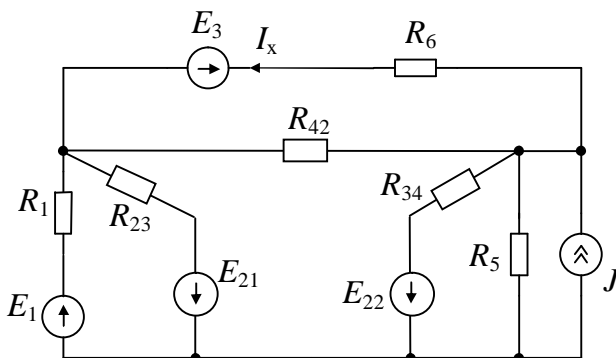 E₃ Iₓ R₆
R₄₂
R₁ R₂₃ R₃₄
R₅
E₂₁ E₂₂ J
E₁